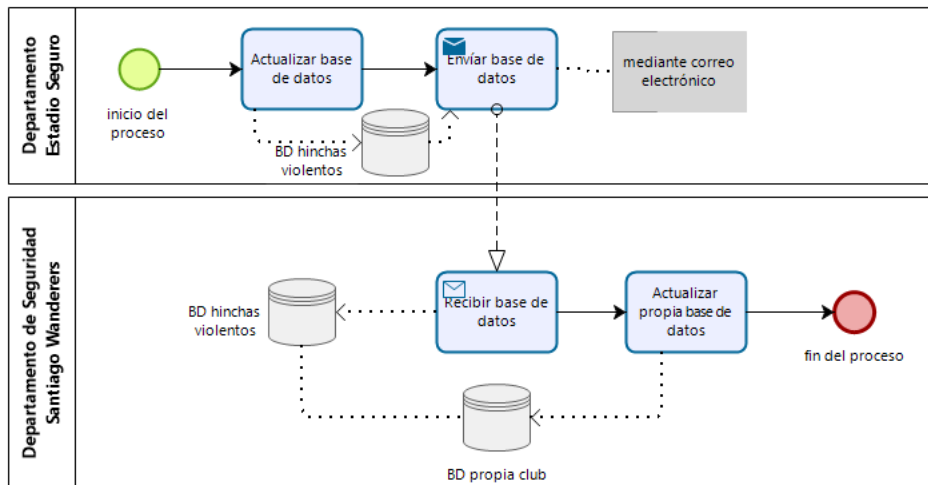 Departamento
Estadio Seguro
inicio del
proceso
Actualizar base
de datos
BD hinchas
violentos
Envíar base de
datos
mediante correo
electrónico
Departamento de Seguridad
Santiago Wanderers
BD hinchas
violentos
Recibir base de
datos
Actualizar
propia base de
datos
fin del proceso
BD propia club